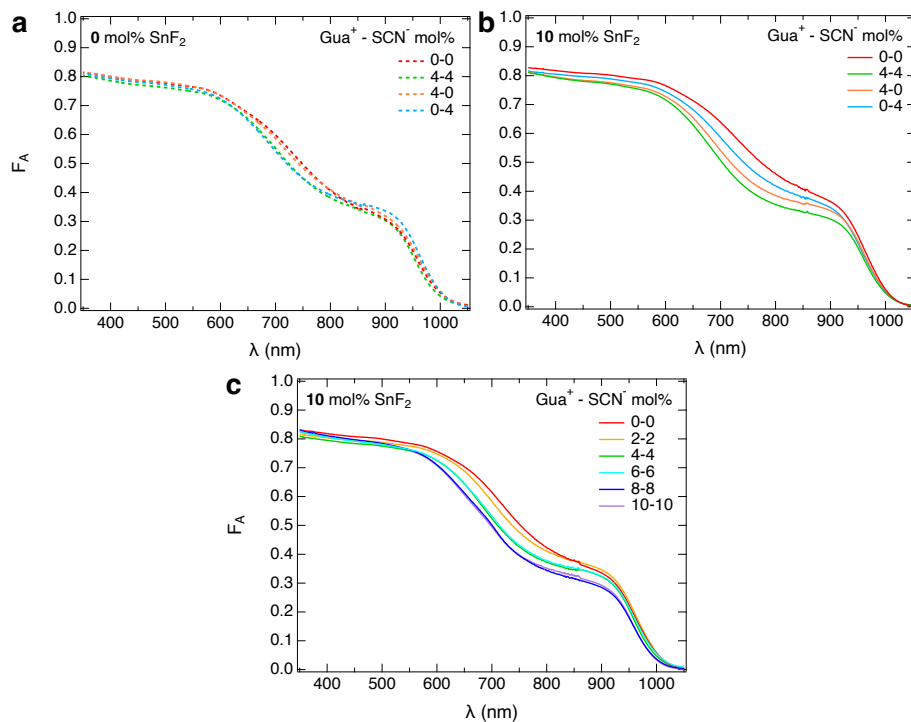 a
0 mol% SnF₂
Gua⁺ - SCN⁻ mol%
0-0
4-4
4-0
0-4
1.0
0.9
0.8
0.7
0.6
0.5
0.4
0.3
0.2
0.1
0.0
F_A
400 500 600 700 800 900 1000
λ (nm)
b
10 mol% SnF₂
Gua⁺ - SCN⁻ mol%
0-0
4-4
4-0
0-4
1.0
0.9
0.8
0.7
0.6
0.5
0.4
0.3
0.2
0.1
0.0
400 500 600 700 800 900 1000
λ (nm)
c
10 mol% SnF₂
Gua⁺ - SCN⁻ mol%
0-0
2-2
4-4
6-6
8-8
10-10
1.0
0.9
0.8
0.7
0.6
0.5
0.4
0.3
0.2
0.1
0.0
F_A
400 500 600 700 800 900 1000
λ (nm)